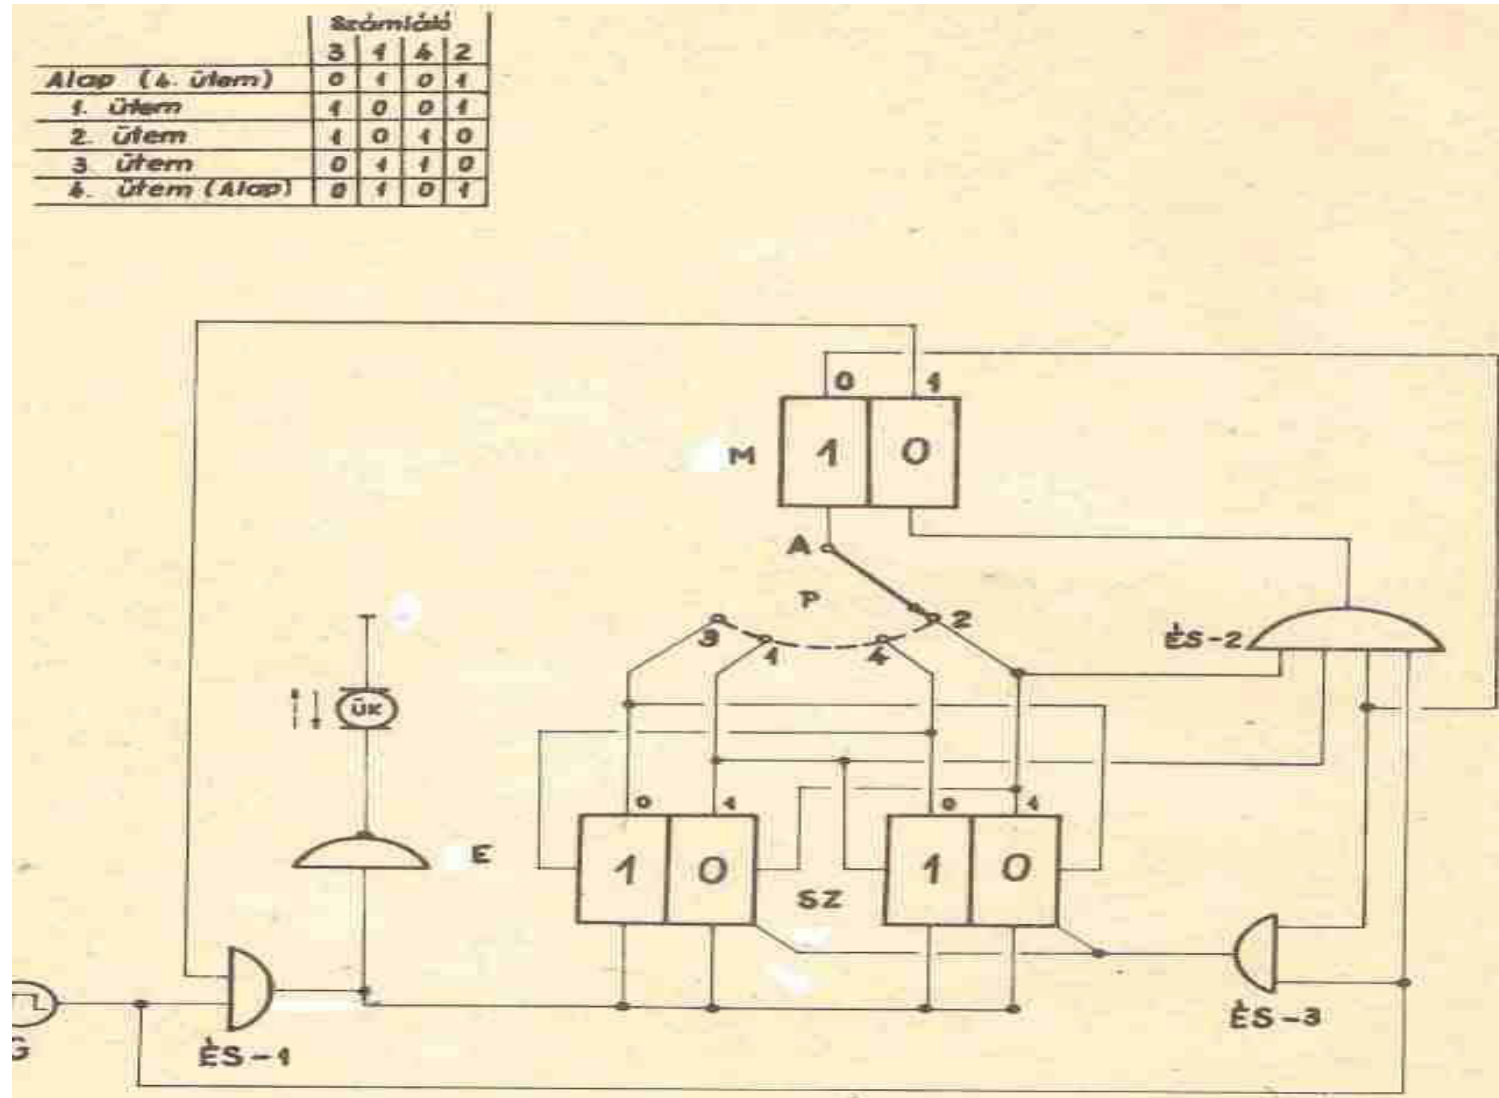 Számláló
3 1 4 2
Alap (4. ütem) 0 1 0 1
1. ütem 1 0 0 1
2. ütem 1 0 1 0
3. ütem 0 1 1 0
4. ütem (Alap) 0 1 0 1
0 1
M 1 0
A
P
3 1 4 2
ÉS-2
ÜK
0 1 0 1
E
1 0 SZ 1 0
ÉS-3
G ÉS-1